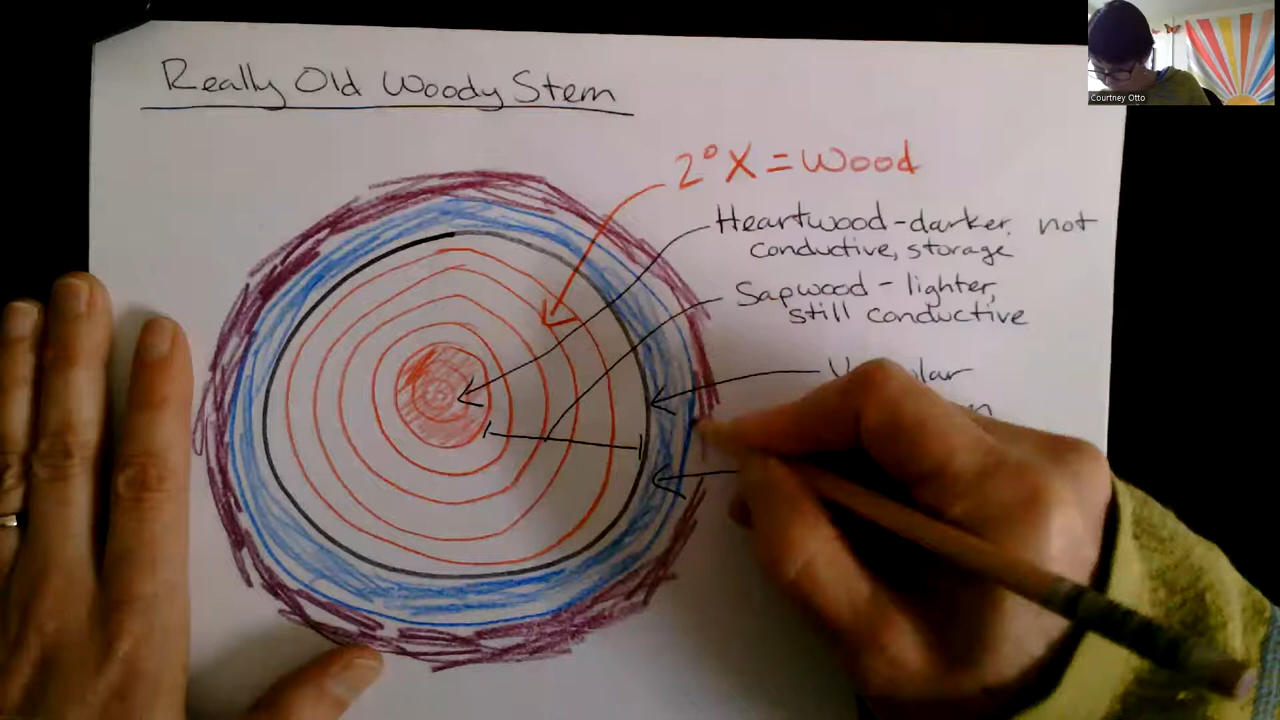 Really Old Woody Stem
2° X = Wood
Heartwood - darker, not
conductive, storage
Sapwood - lighter,
still conductive
Courtney Otto